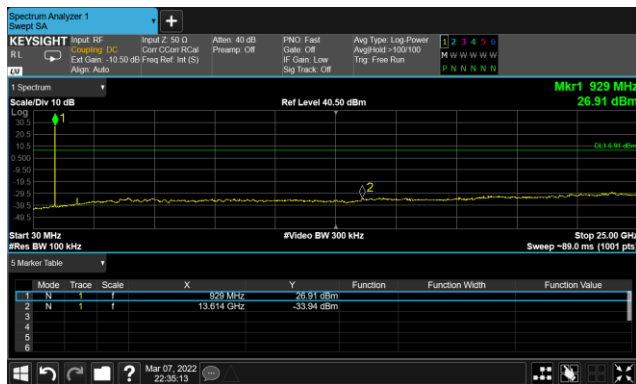 Spectrum Analyzer 1
Swept SA
KEYSIGHT Input: RF Input Z: 50 Ω Atten: 40 dB PNO: Fast Avg Type: Log-Power 1 2 3 4 5 6
RL Coupling: DC Corr CCorr RCal Preamp: Off Gate: Off Avg|Hold:>100/100 M W W W W W
Ext Gain: -10.50 dB Freq Ref: Int (S) IF Gain: Low Trig: Free Run
Align: Auto Sig Track: Off P N N N N N
LXI
1 Spectrum Mkr1 929 MHz
Scale/Div 10 dB Ref Level 40.50 dBm 26.91 dBm
Log
30.5 1
20.5
10.5 DL1 6.91 dBm
0.500
-9.50
-19.5
-29.5 2
-39.5
-49.5
Start 30 MHz #Video BW 300 kHz Stop 25.00 GHz
#Res BW 100 kHz Sweep ~89.0 ms (1001 pts)
5 Marker Table
Mode Trace Scale X Y Function Function Width Function Value
1 N 1 f 929 MHz 26.91 dBm
2 N 1 f 13.614 GHz -33.94 dBm
3
4
5
6
? Mar 07, 2022
22:35:13